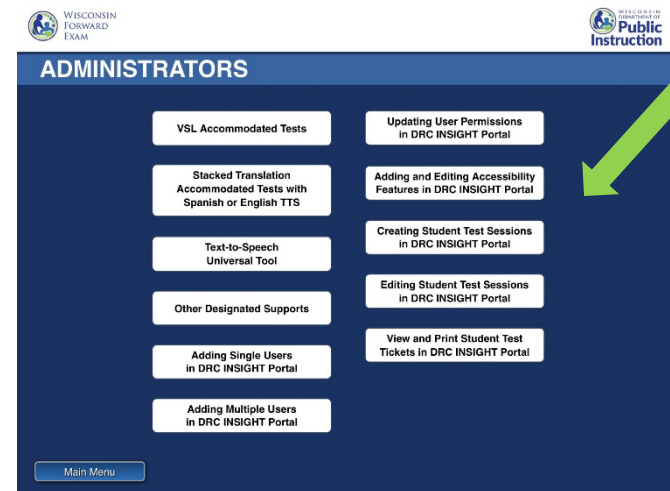 WISCONSIN
FORWARD
EXAM
WISCONSIN
DEPARTMENT OF
Public
Instruction
ADMINISTRATORS
VSL Accommodated Tests
Stacked Translation
Accommodated Tests with
Spanish or English TTS
Text-to-Speech
Universal Tool
Other Designated Supports
Adding Single Users
in DRC INSIGHT Portal
Adding Multiple Users
in DRC INSIGHT Portal
Updating User Permissions
in DRC INSIGHT Portal
Adding and Editing Accessibility
Features in DRC INSIGHT Portal
Creating Student Test Sessions
in DRC INSIGHT Portal
Editing Student Test Sessions
in DRC INSIGHT Portal
View and Print Student Test
Tickets in DRC INSIGHT Portal
Main Menu